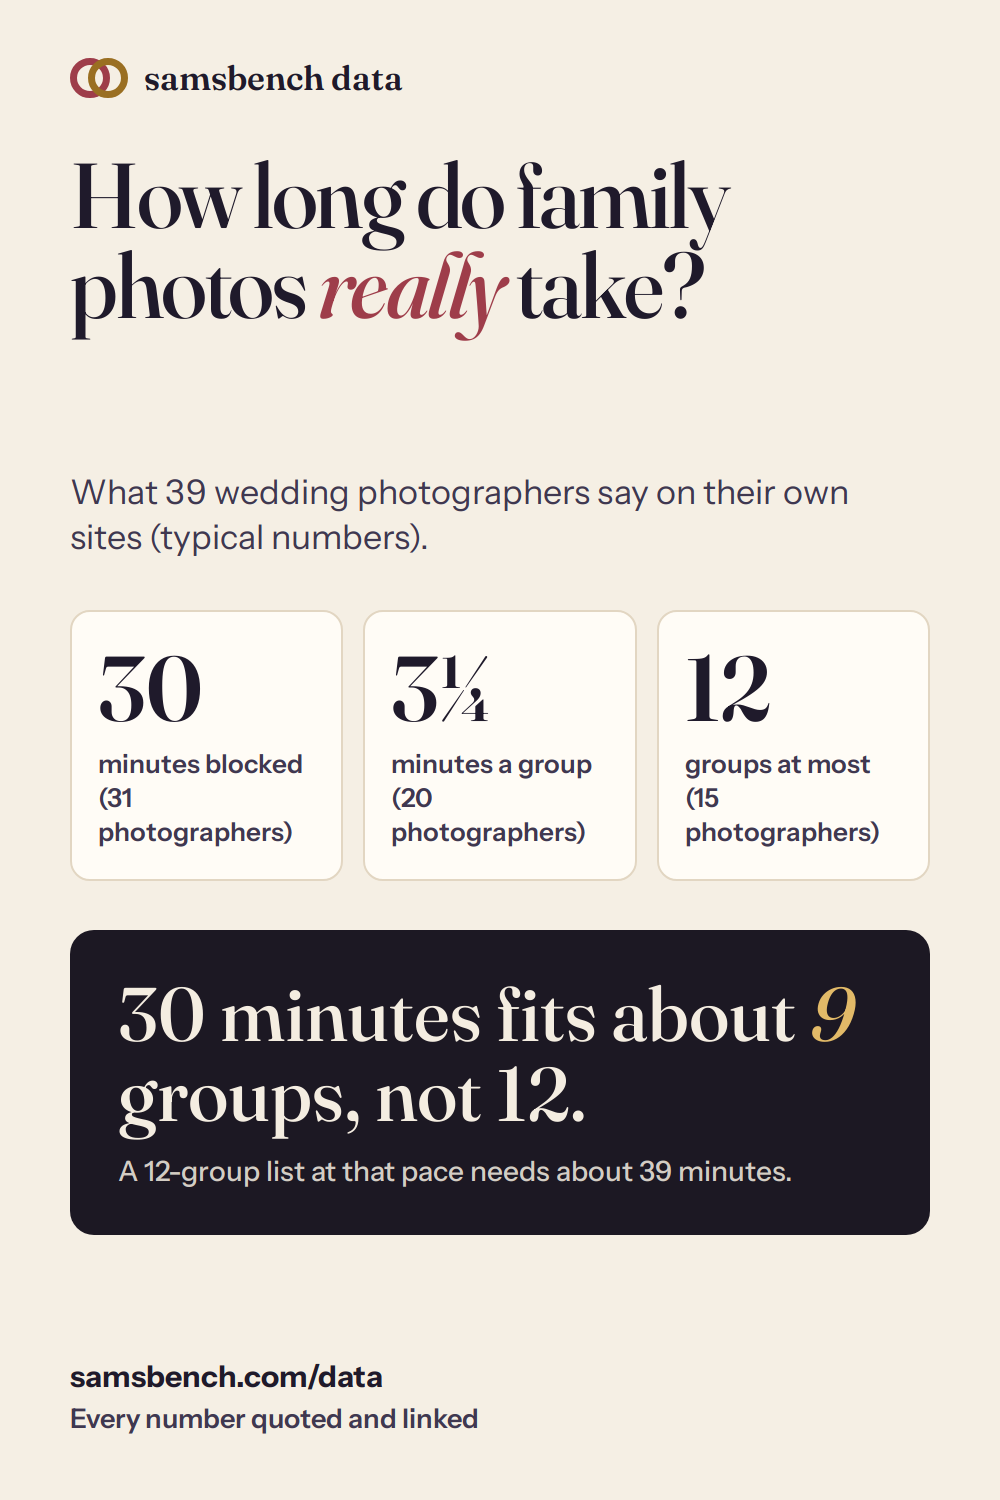 samsbench data
How long do family
photos really take?
What 39 wedding photographers say on their own
sites (typical numbers).
30
minutes blocked
(31
photographers)
3¼
minutes a group
(20
photographers)
12
groups at most
(15
photographers)
30 minutes fits about 9
groups, not 12.
A 12-group list at that pace needs about 39 minutes.
samsbench.com/data
Every number quoted and linked